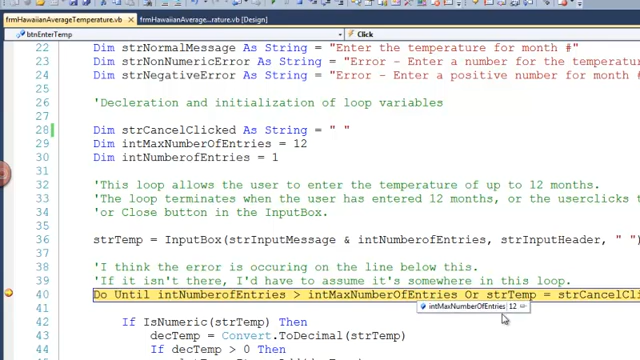 frmHawaiianAverageTemperature.vb frmHawaiianAverage...rature.vb [Design]
btnEnterTemp Click
22 Dim strNormalMessage As String = "Enter the temperature for month #"
23 Dim strNonNumericError As String = "Error - Enter a number for the temperatur
24 Dim strNegativeError As String = "Error - Enter a positive number for month #
25
26 'Decleration and initialization of loop variables
27
28 Dim strCancelClicked As String = " "
29 Dim intMaxNumberOfEntries = 12
30 Dim intNumberofEntries = 1
31
32 'This loop allows the user to enter the temperature of up to 12 months.
33 'The loop terminates when the user has entered 12 months, or the userclicks t
34 'or Close button in the InputBox.
35
36 strTemp = InputBox(strInputMessage & intNumberofEntries, strInputHeader, " ")
37
38 'I think the error is occuring on the line below this.
39 'If it isn't there, I'd have to assume it's somewhere in this loop.
40 Do Until intNumberofEntries > intMaxNumberOfEntries Or strTemp = strCancelCli
intMaxNumberOfEntries 12
42 If IsNumeric(strTemp) Then
43 decTemp = Convert.ToDecimal(strTemp)
44 If decTemp > 0 Then